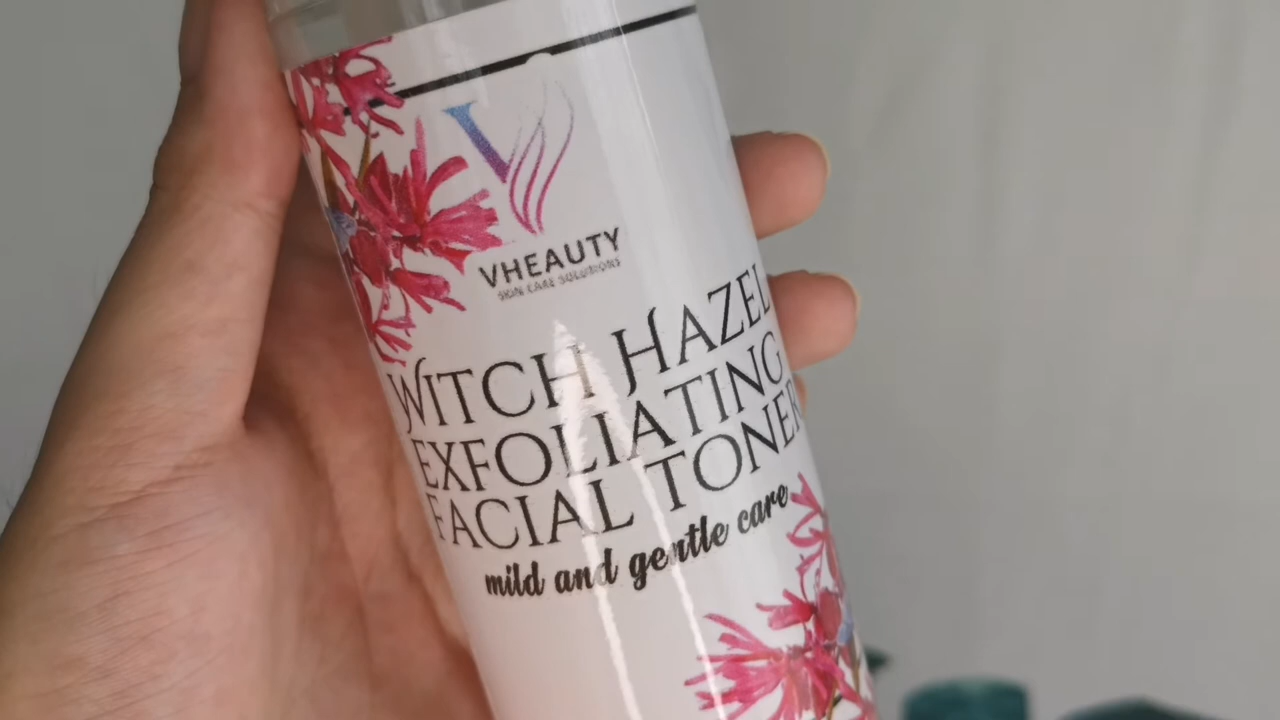 V
VHEAUTY
SKIN CARE SOLUTIONS
WITCH HAZEL
EXFOLIATING
FACIAL TONER
mild and gentle care